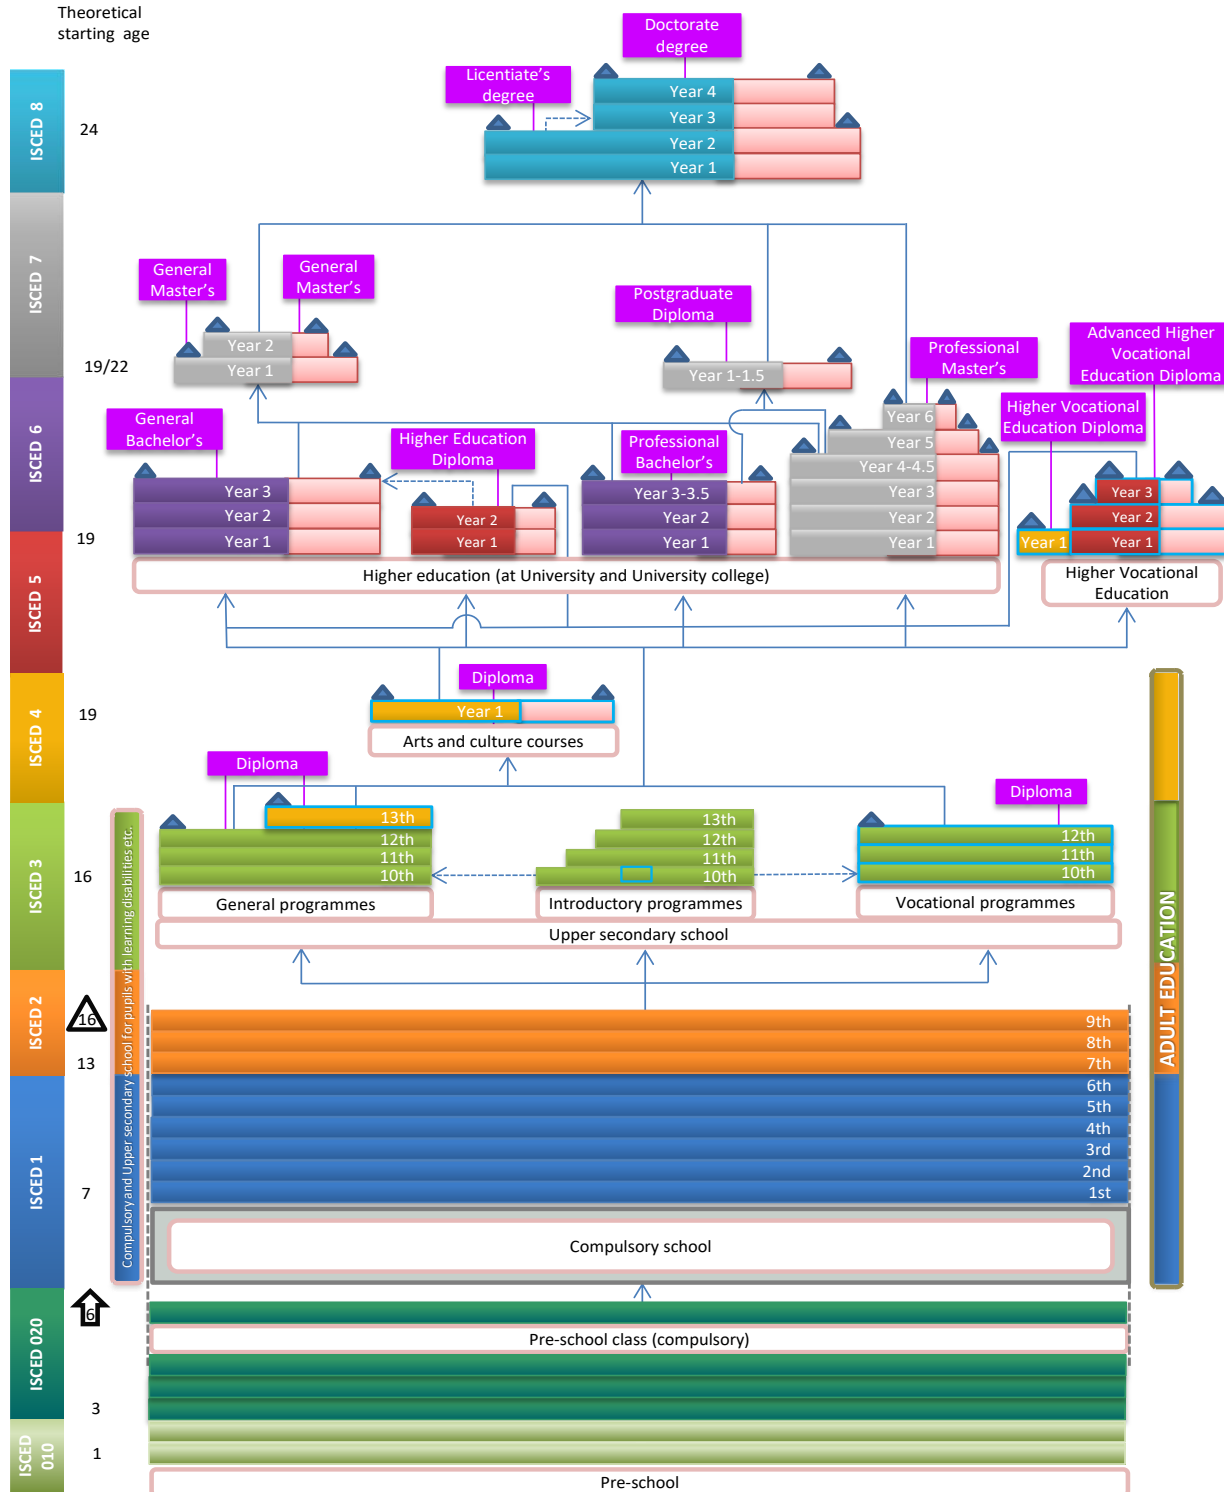 Theoretical
starting age
Doctorate
degree
Licentiate's
degree
Year 4
Year 3
Year 2
Year 1
ISCED 8
24
ISCED 7
General
Master's
General
Master's
Postgraduate
Diploma
Year 2
Year 1
Year 1-1.5
19/22
Professional
Master's
Advanced Higher
Vocational
Education Diploma
Higher Vocational
Education Diploma
ISCED 6
General
Bachelor's
Higher Education
Diploma
Professional
Bachelor's
Year 6
Year 5
Year 4-4.5
Year 3
Year 2
Year 1
Year 3
Year 2
Year 1
Year 2
Year 1
Year 3-3.5
Year 2
Year 1
Year 3
Year 2
Year 1
Year 1
19
Higher education (at University and University college)
Higher Vocational
Education
ISCED 5
Diploma
Year 1
ISCED 4
19
Arts and culture courses
Diploma
Diploma
13th
12th
11th
10th
13th
12th
11th
10th
12th
11th
10th
ISCED 3
16
General programmes
Introductory programmes
Vocational programmes
Upper secondary school
Compulsory and Upper secondary school for pupils with learning disabilities etc.
ADULT EDUCATION
ISCED 2
16
13
9th
8th
7th
6th
5th
4th
3rd
2nd
1st
ISCED 1
7
Compulsory school
6
Pre-school class (compulsory)
ISCED 020
3
ISCED
010
1
Pre-school